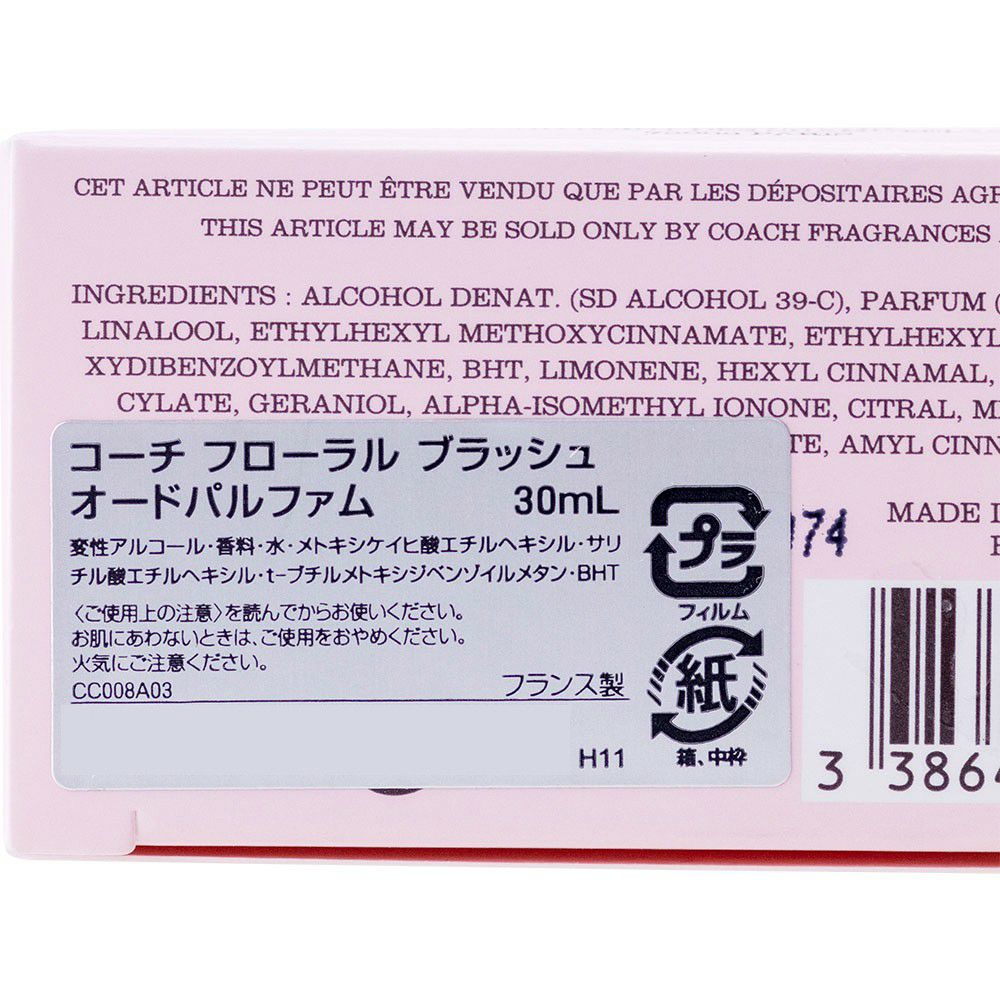 CET ARTICLE NE PEUT ÊTRE VENDU QUE PAR LES DÉPOSITAIRES
THIS ARTICLE MAY BE SOLD ONLY BY COACH FRAGRANCES
INGREDIENTS : ALCOHOL DENAT. (SD ALCOHOL 39-C), PARFUM (
LINALOOL, ETHYLHEXYL METHOXYCINNAMATE, ETHYLHEXYL
XYDIBENZOYLMETHANE, BHT, LIMONENE, HEXYL CINNAMAL,
CYLATE, GERANIOL, ALPHA-ISOMETHYL IONONE, CITRAL,
TE, AMYL
コーチ フローラル ブラッシュ
オードパルファム 30mL
変性アルコール・香料・水・メトキシケイヒ酸エチルヘキシル・サリ
チル酸エチルヘキシル・t-ブチルメトキシジベンゾイルメタン・BHT
〈ご使用上の注意〉を読んでからお使いください。
お肌にあわないときは、ご使用をおやめください。
火気にご注意ください。
CC008A03 フランス製
H11
プラ
フィルム
紙
箱、中枠
74
MADE
3 3864